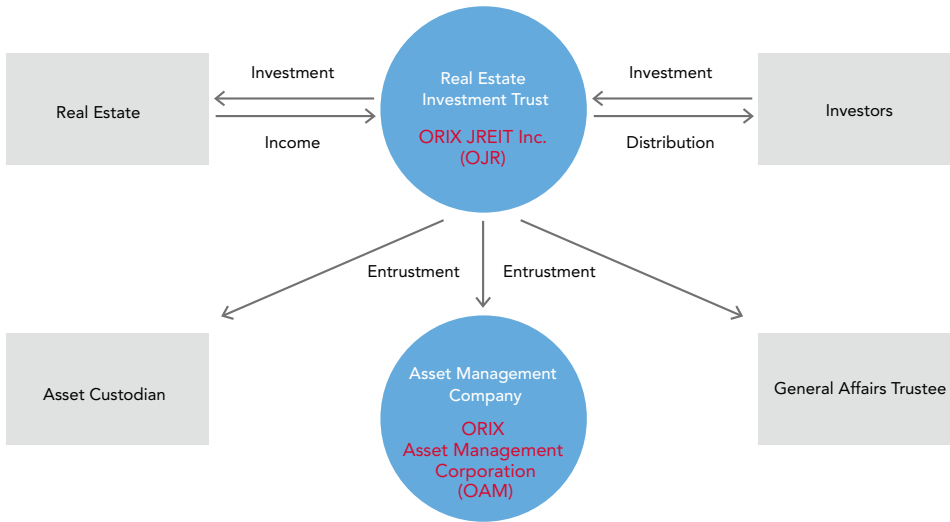 Real Estate
Investment
Income
Real Estate
Investment Trust
ORIX JREIT Inc.
(OJR)
Investment
Distribution
Investors
Entrustment
Entrustment
Asset Custodian
Asset Management
Company
ORIX
Asset Management
Corporation
(OAM)
General Affairs Trustee